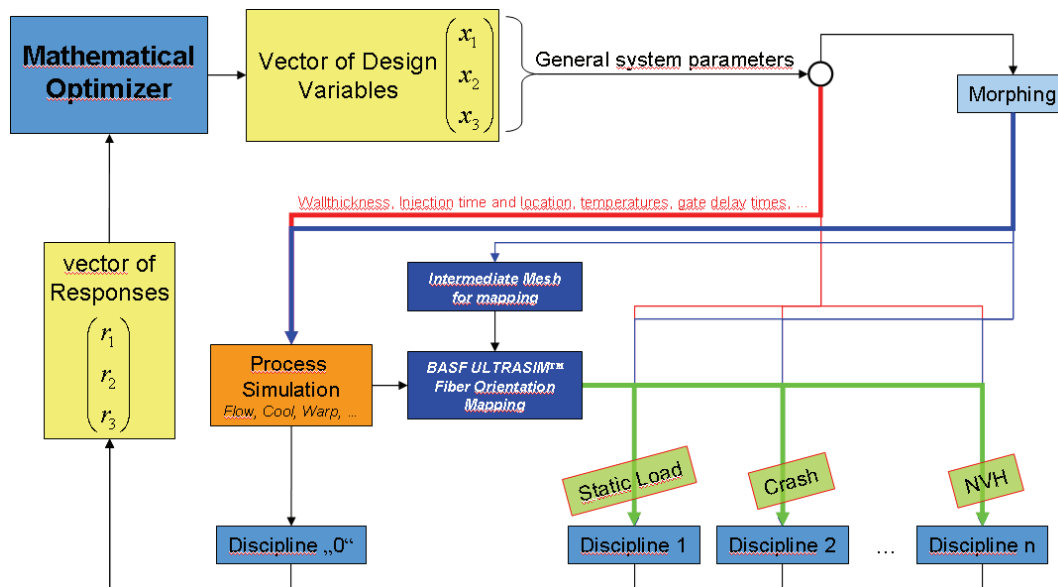 Mathematical
Optimizer
Vector of Design
Variables
x1
x2
x3
General system parameters
Morphing
Wallthickness, Injection time and location, temperatures, gate delay times, ...
vector of
Responses
r1
r2
r3
Intermediate Mesh
for mapping
Process
Simulation
Flow, Cool, Warp, ...
BASF ULTRASIM™
Fiber Orientation
Mapping
Static Load
Crash
NVH
Discipline „0“
Discipline 1
Discipline 2
...
Discipline n